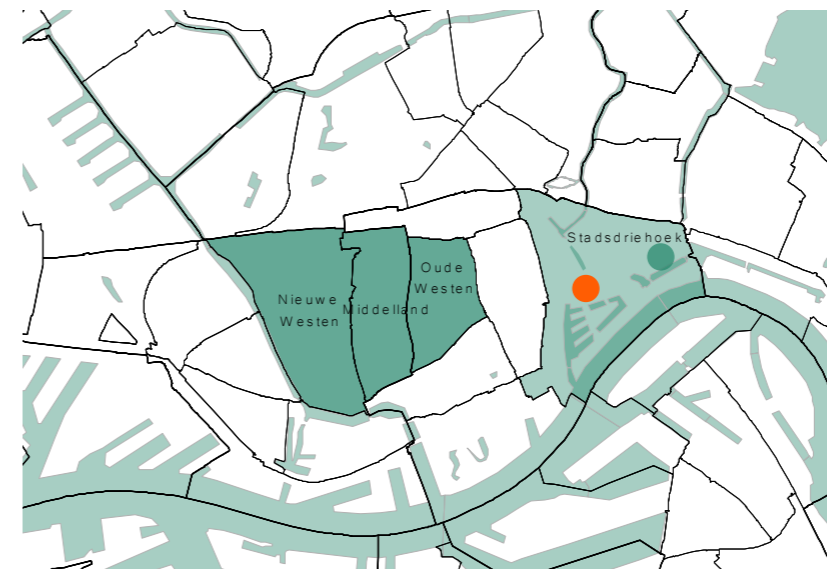 Stadsdriehoek
Oude
Westen
Nieuwe
Westen
Middelland